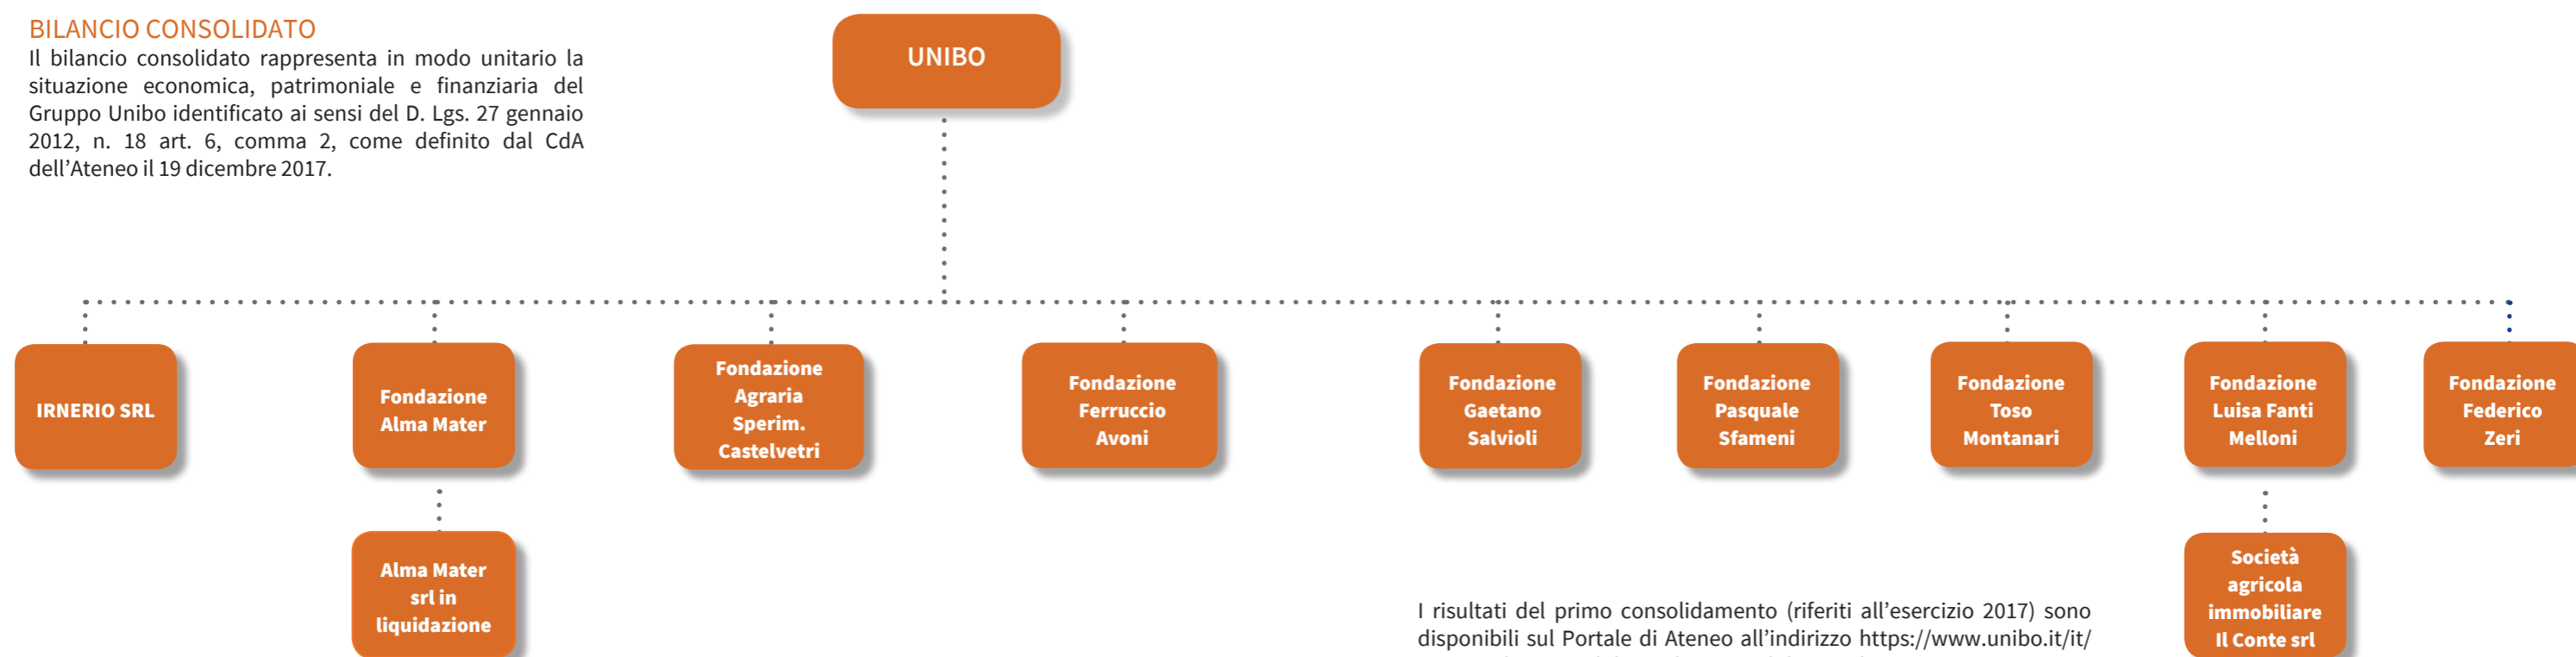 BILANCIO CONSOLIDATO
Il bilancio consolidato rappresenta in modo unitario la
situazione economica, patrimoniale e finanziaria del
Gruppo Unibo identificato ai sensi del D. Lgs. 27 gennaio
2012, n. 18 art. 6, comma 2, come definito dal CdA
dell'Ateneo il 19 dicembre 2017.
UNIBO
IRNERIO SRL
Fondazione
Alma Mater
Fondazione
Agraria
Sperim.
Castelvetri
Fondazione
Ferruccio
Avoni
Fondazione
Gaetano
Salvioli
Fondazione
Pasquale
Sfameni
Fondazione
Toso
Montanari
Fondazione
Luisa Fanti
Melloni
Fondazione
Federico
Zeri
Alma Mater
srl in
liquidazione
Società
agricola
immobiliare
Il Conte srl
I risultati del primo consolidamento (riferiti all'esercizio 2017) sono
disponibili sul Portale di Ateneo all'indirizzo https://www.unibo.it/it/